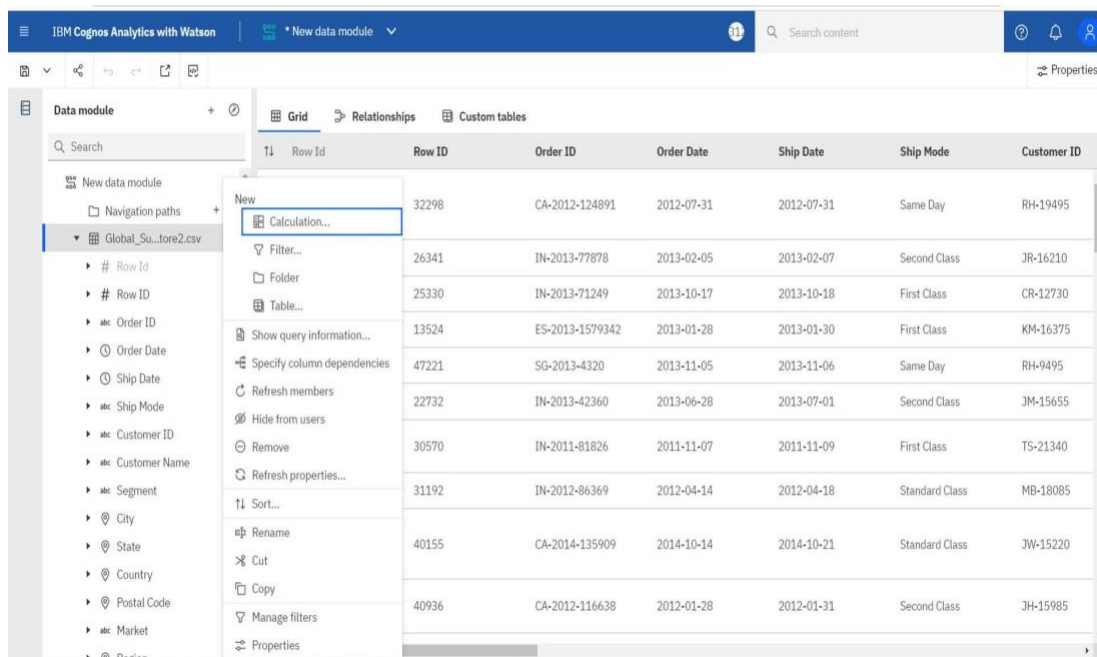 IBM Cognos Analytics with Watson
* New data module
Search content
Properties
Data module
Grid
Relationships
Custom tables
Search
New data module
Navigation paths
Global_Su...tore2.csv
Row Id
Row ID
abc Order ID
Order Date
Ship Date
abc Ship Mode
abc Customer ID
abc Customer Name
abc Segment
City
State
Country
Postal Code
abc Market
New
Calculation...
Filter...
Folder
Table...
Show query information...
Specify column dependencies
Refresh members
Hide from users
Remove
Refresh properties...
Sort...
Rename
Cut
Copy
Manage filters
Properties
Row Id Row ID Order ID Order Date Ship Date Ship Mode Customer ID
32298 CA-2012-124891 2012-07-31 2012-07-31 Same Day RH-19495
26341 IN-2013-77878 2013-02-05 2013-02-07 Second Class JR-16210
25330 IN-2013-71249 2013-10-17 2013-10-18 First Class CR-12730
13524 ES-2013-1579342 2013-01-28 2013-01-30 First Class KM-16375
47221 SG-2013-4320 2013-11-05 2013-11-06 Same Day RH-9495
22732 IN-2013-42360 2013-06-28 2013-07-01 Second Class JM-15655
30570 IN-2011-81826 2011-11-07 2011-11-09 First Class TS-21340
31192 IN-2012-86369 2012-04-14 2012-04-18 Standard Class MB-18085
40155 CA-2014-135909 2014-10-14 2014-10-21 Standard Class JW-15220
40936 CA-2012-116638 2012-01-28 2012-01-31 Second Class JH-15985